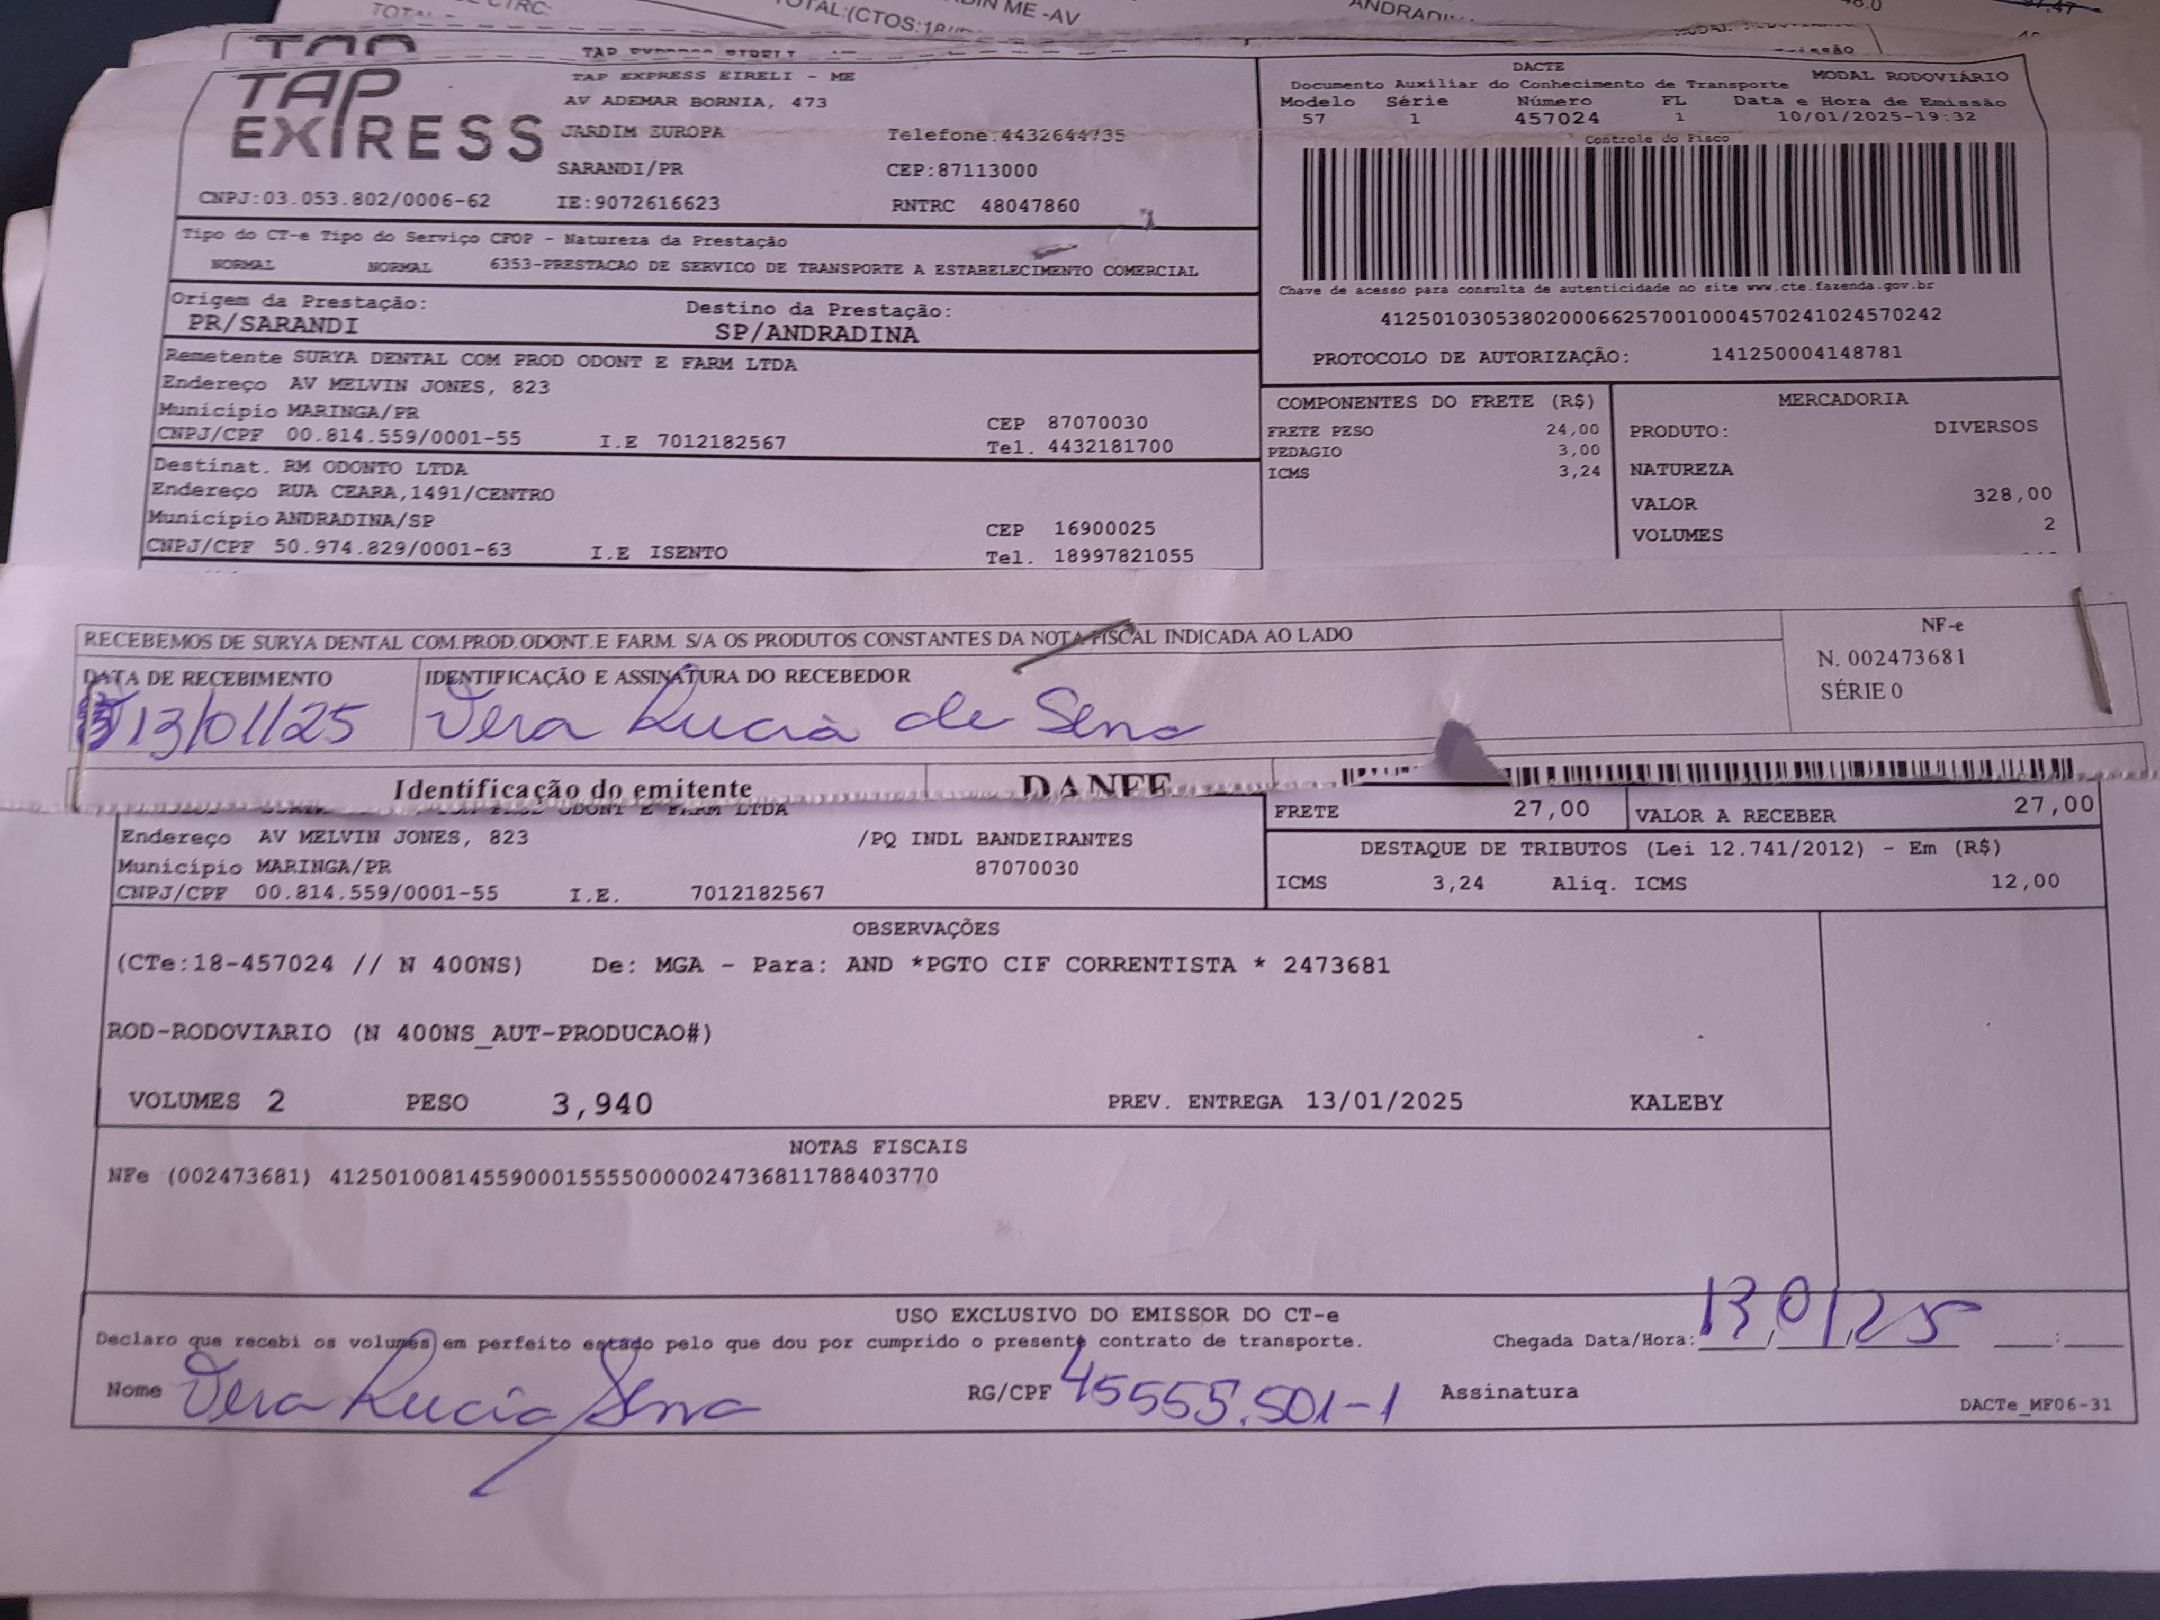 TAP EXPRESS EIRELI - ME
TAP EXPRESS
AV ADEMAR BORNIA, 473
JARDIM EUROPA Telefone:4432644735
SARANDI/PR CEP:87113000
CNPJ:03.053.802/0006-62 IE:9072616623 RNTRC 48047860
DACTE
Documento Auxiliar do Conhecimento de Transporte MODAL RODOVIÁRIO
Modelo Série Número FL Data e Hora de Emissão
57 1 457024 1 10/01/2025-19:32
Controle do Fisco
Tipo do CT-e Tipo do Serviço CFOP - Natureza da Prestação
NORMAL NORMAL 6353-PRESTACAO DE SERVICO DE TRANSPORTE A ESTABELECIMENTO COMERCIAL
Chave de acesso para consulta de autenticidade no site www.cte.fazenda.gov.br
41250103053802000662570010004570241024570242
PROTOCOLO DE AUTORIZAÇÃO: 141250004148781
Origem da Prestação: Destino da Prestação:
PR/SARANDI SP/ANDRADINA
Remetente SURYA DENTAL COM PROD ODONT E FARM LTDA
Endereço AV MELVIN JONES, 823
Município MARINGA/PR CEP 87070030
CNPJ/CPF 00.814.559/0001-55 I.E 7012182567 Tel. 4432181700
Destinat. RM ODONTO LTDA
Endereço RUA CEARA,1491/CENTRO
Município ANDRADINA/SP CEP 16900025
CNPJ/CPF 50.974.829/0001-63 I.E ISENTO Tel. 18997821055
COMPONENTES DO FRETE (R$)
FRETE PESO 24,00
PEDAGIO 3,00
ICMS 3,24
MERCADORIA
PRODUTO: DIVERSOS
NATUREZA
VALOR 328,00
VOLUMES 2
RECEBEMOS DE SURYA DENTAL COM.PROD.ODONT.E FARM. S/A OS PRODUTOS CONSTANTES DA NOTA FISCAL INDICADA AO LADO
DATA DE RECEBIMENTO IDENTIFICAÇÃO E ASSINATURA DO RECEBEDOR
13/01/25 Vera Lucia de Sena
NF-e
N. 002473681
SÉRIE 0
Identificação do emitente DANFE
ODONT E FARM LTDA
Endereço AV MELVIN JONES, 823 /PQ INDL BANDEIRANTES
Município MARINGA/PR 87070030
CNPJ/CPF 00.814.559/0001-55 I.E. 7012182567
FRETE 27,00 VALOR A RECEBER 27,00
DESTAQUE DE TRIBUTOS (Lei 12.741/2012) - Em (R$)
ICMS 3,24 Aliq. ICMS 12,00
OBSERVAÇÕES
(CTe:18-457024 // N 400NS) De: MGA - Para: AND *PGTO CIF CORRENTISTA * 2473681
ROD-RODOVIARIO (N 400NS_AUT-PRODUCAO#)
VOLUMES 2 PESO 3,940 PREV. ENTREGA 13/01/2025 KALEBY
NOTAS FISCAIS
NFe (002473681) 41250100814559000155550000024736811788403770
USO EXCLUSIVO DO EMISSOR DO CT-e
Declaro que recebi os volumes em perfeito estado pelo que dou por cumprido o presente contrato de transporte. Chegada Data/Hora: 13/01/25 :
Nome Vera Lucia Sena RG/CPF 45555.501-1 Assinatura
DACTe_MF06-31